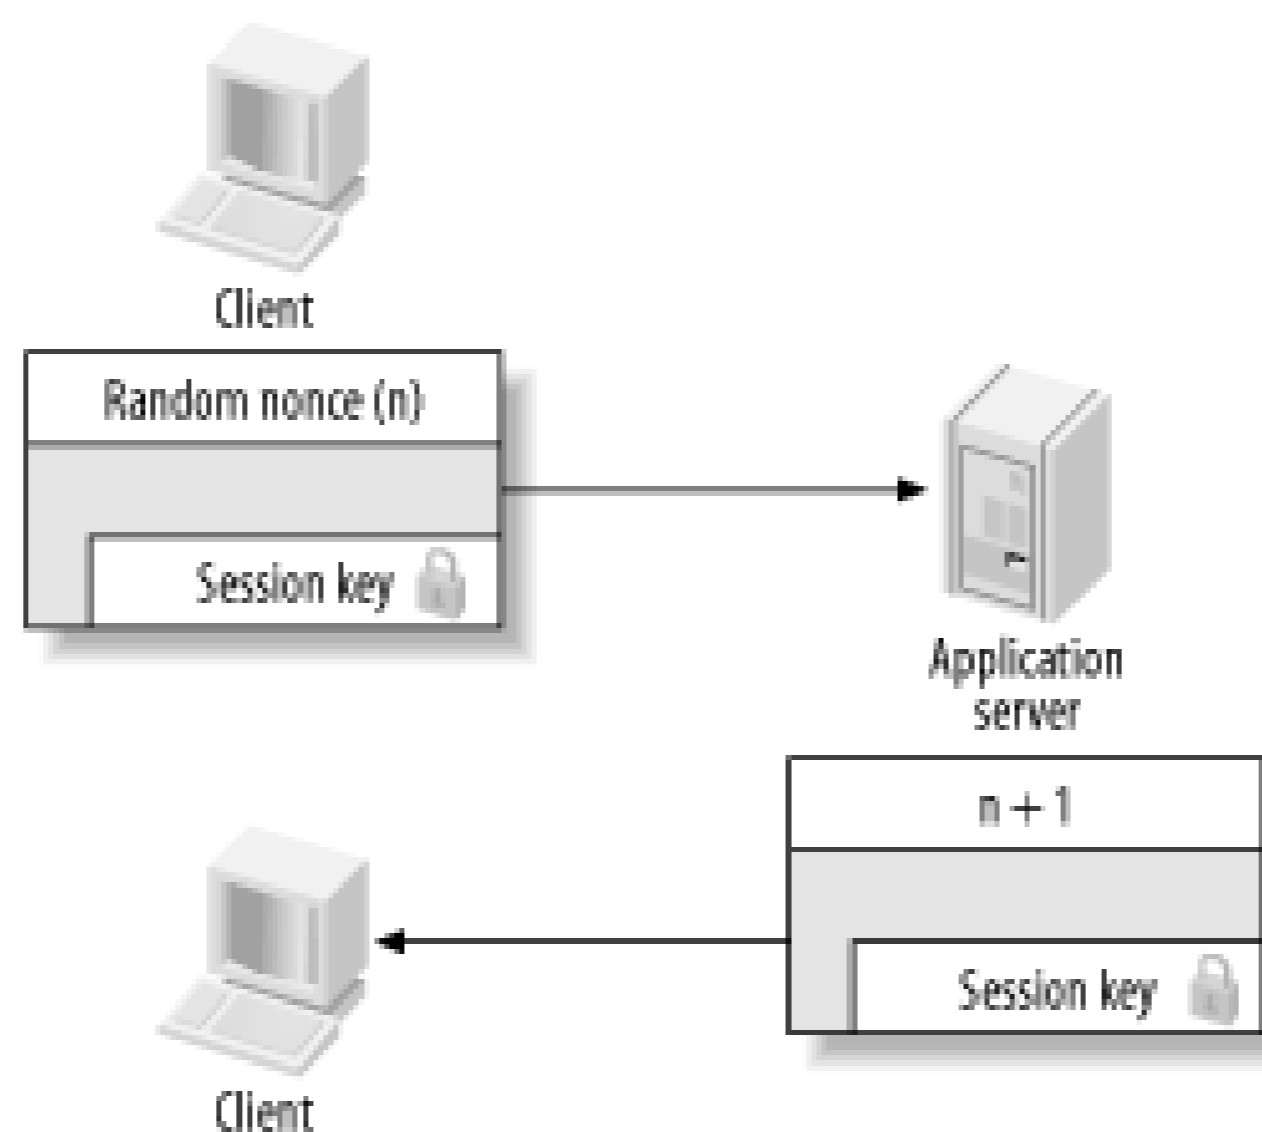 Client
Random nonce (n)
Session key
Application
server
n + 1
Session key
Client